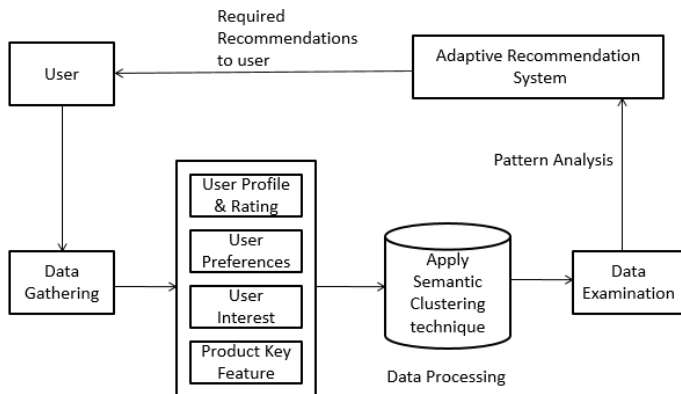 Required
Recommendations
to user
User
Adaptive Recommendation
System
Pattern Analysis
User Profile
& Rating
User
Preferences
User
Interest
Product Key
Feature
Data
Gathering
Apply
Semantic
Clustering
technique
Data
Examination
Data Processing